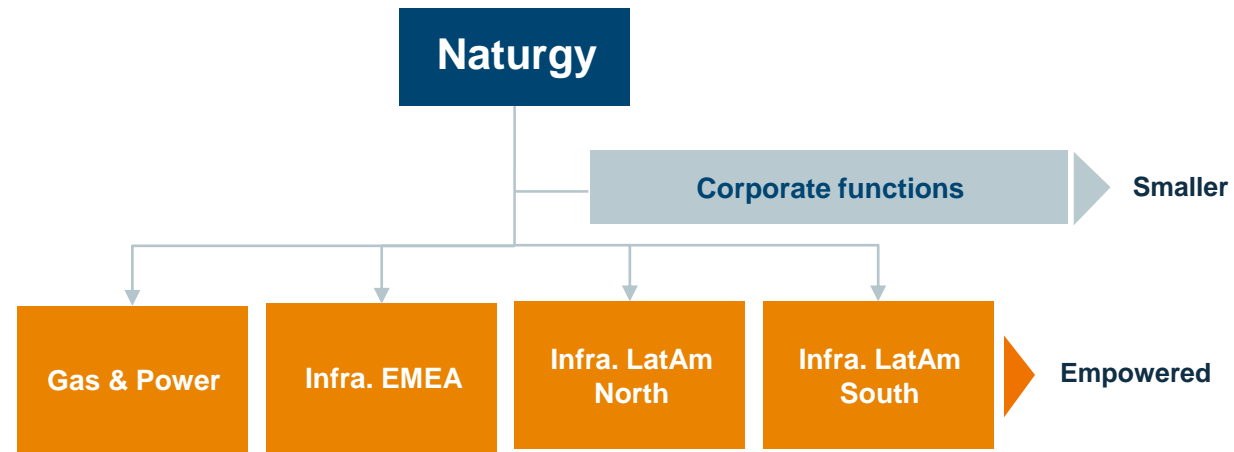 Naturgy
Corporate functions
Smaller
Gas & Power
Infra. EMEA
Infra. LatAm
North
Infra. LatAm
South
Empowered